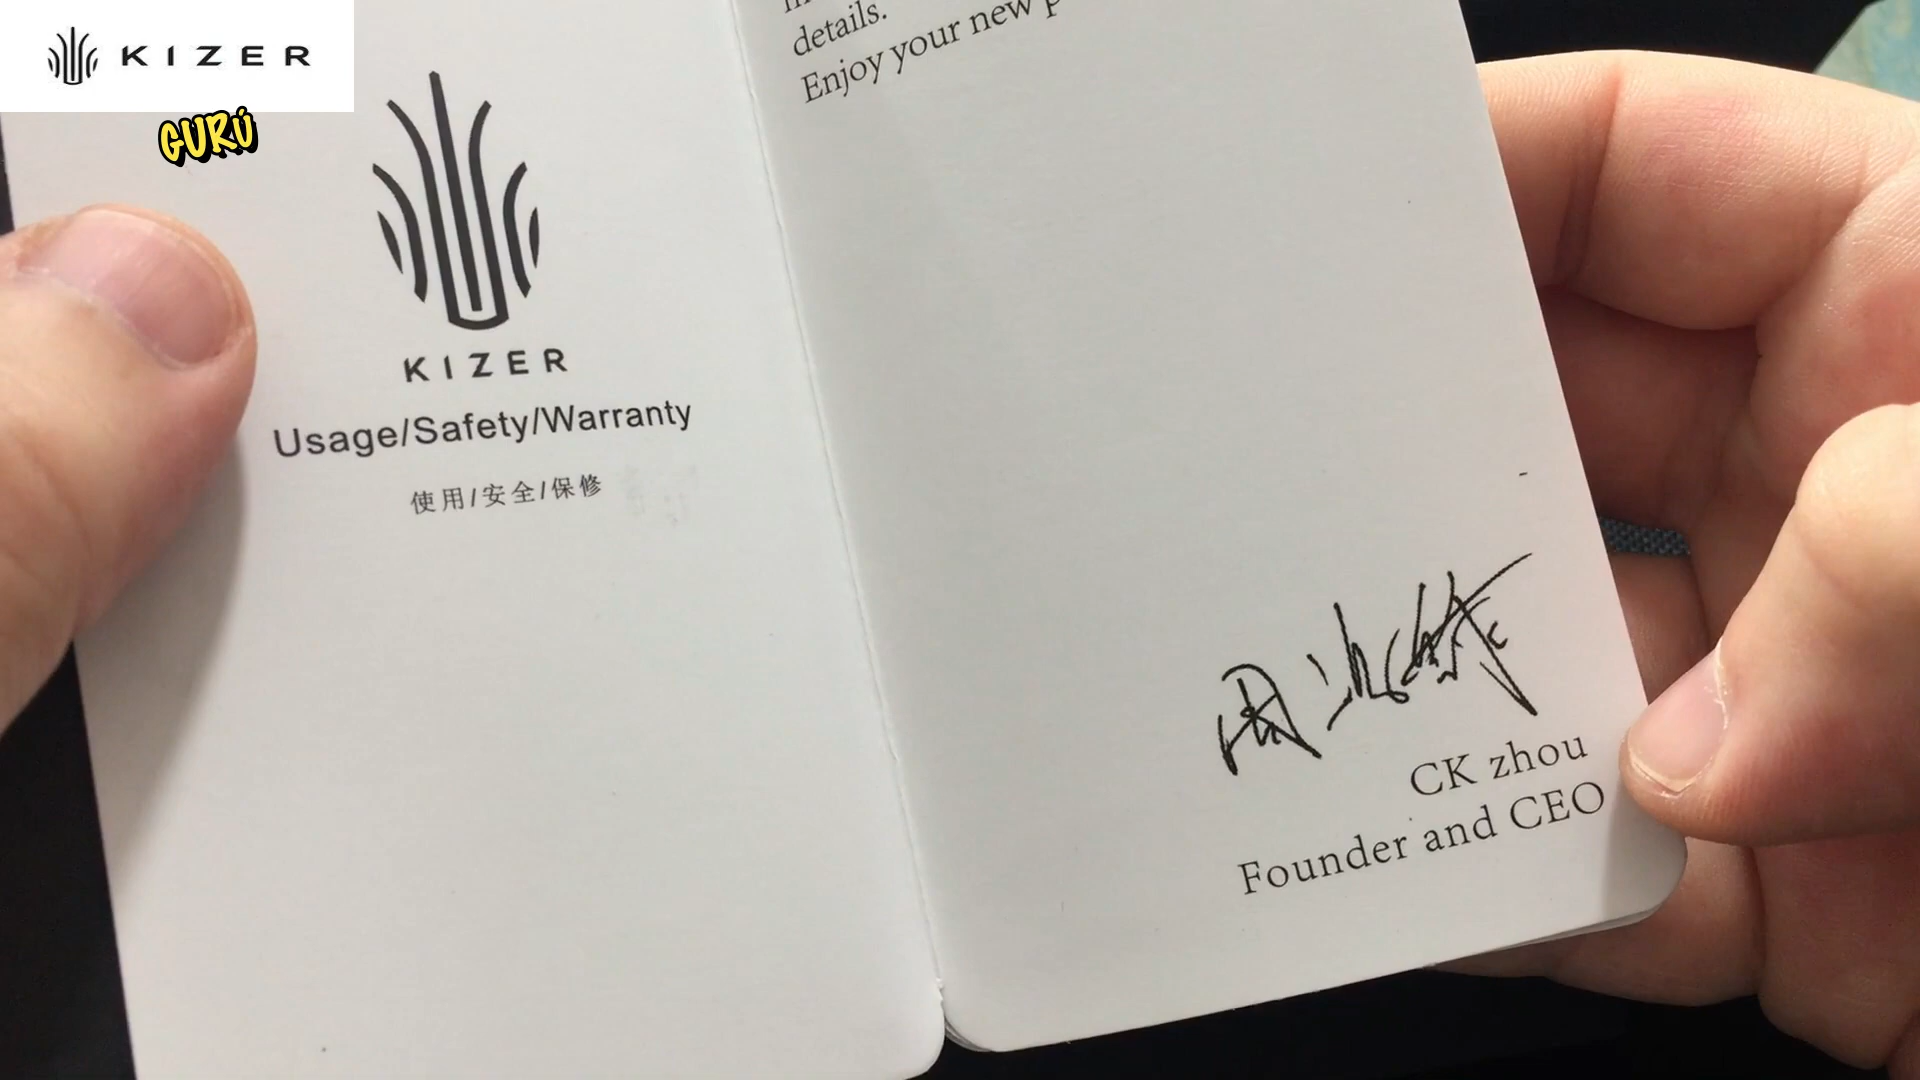 KIZER
GURÚ
KIZER
Usage/Safety/Warranty
使用/安全/保修
details.
Enjoy your new
CK zhou
Founder and CEO